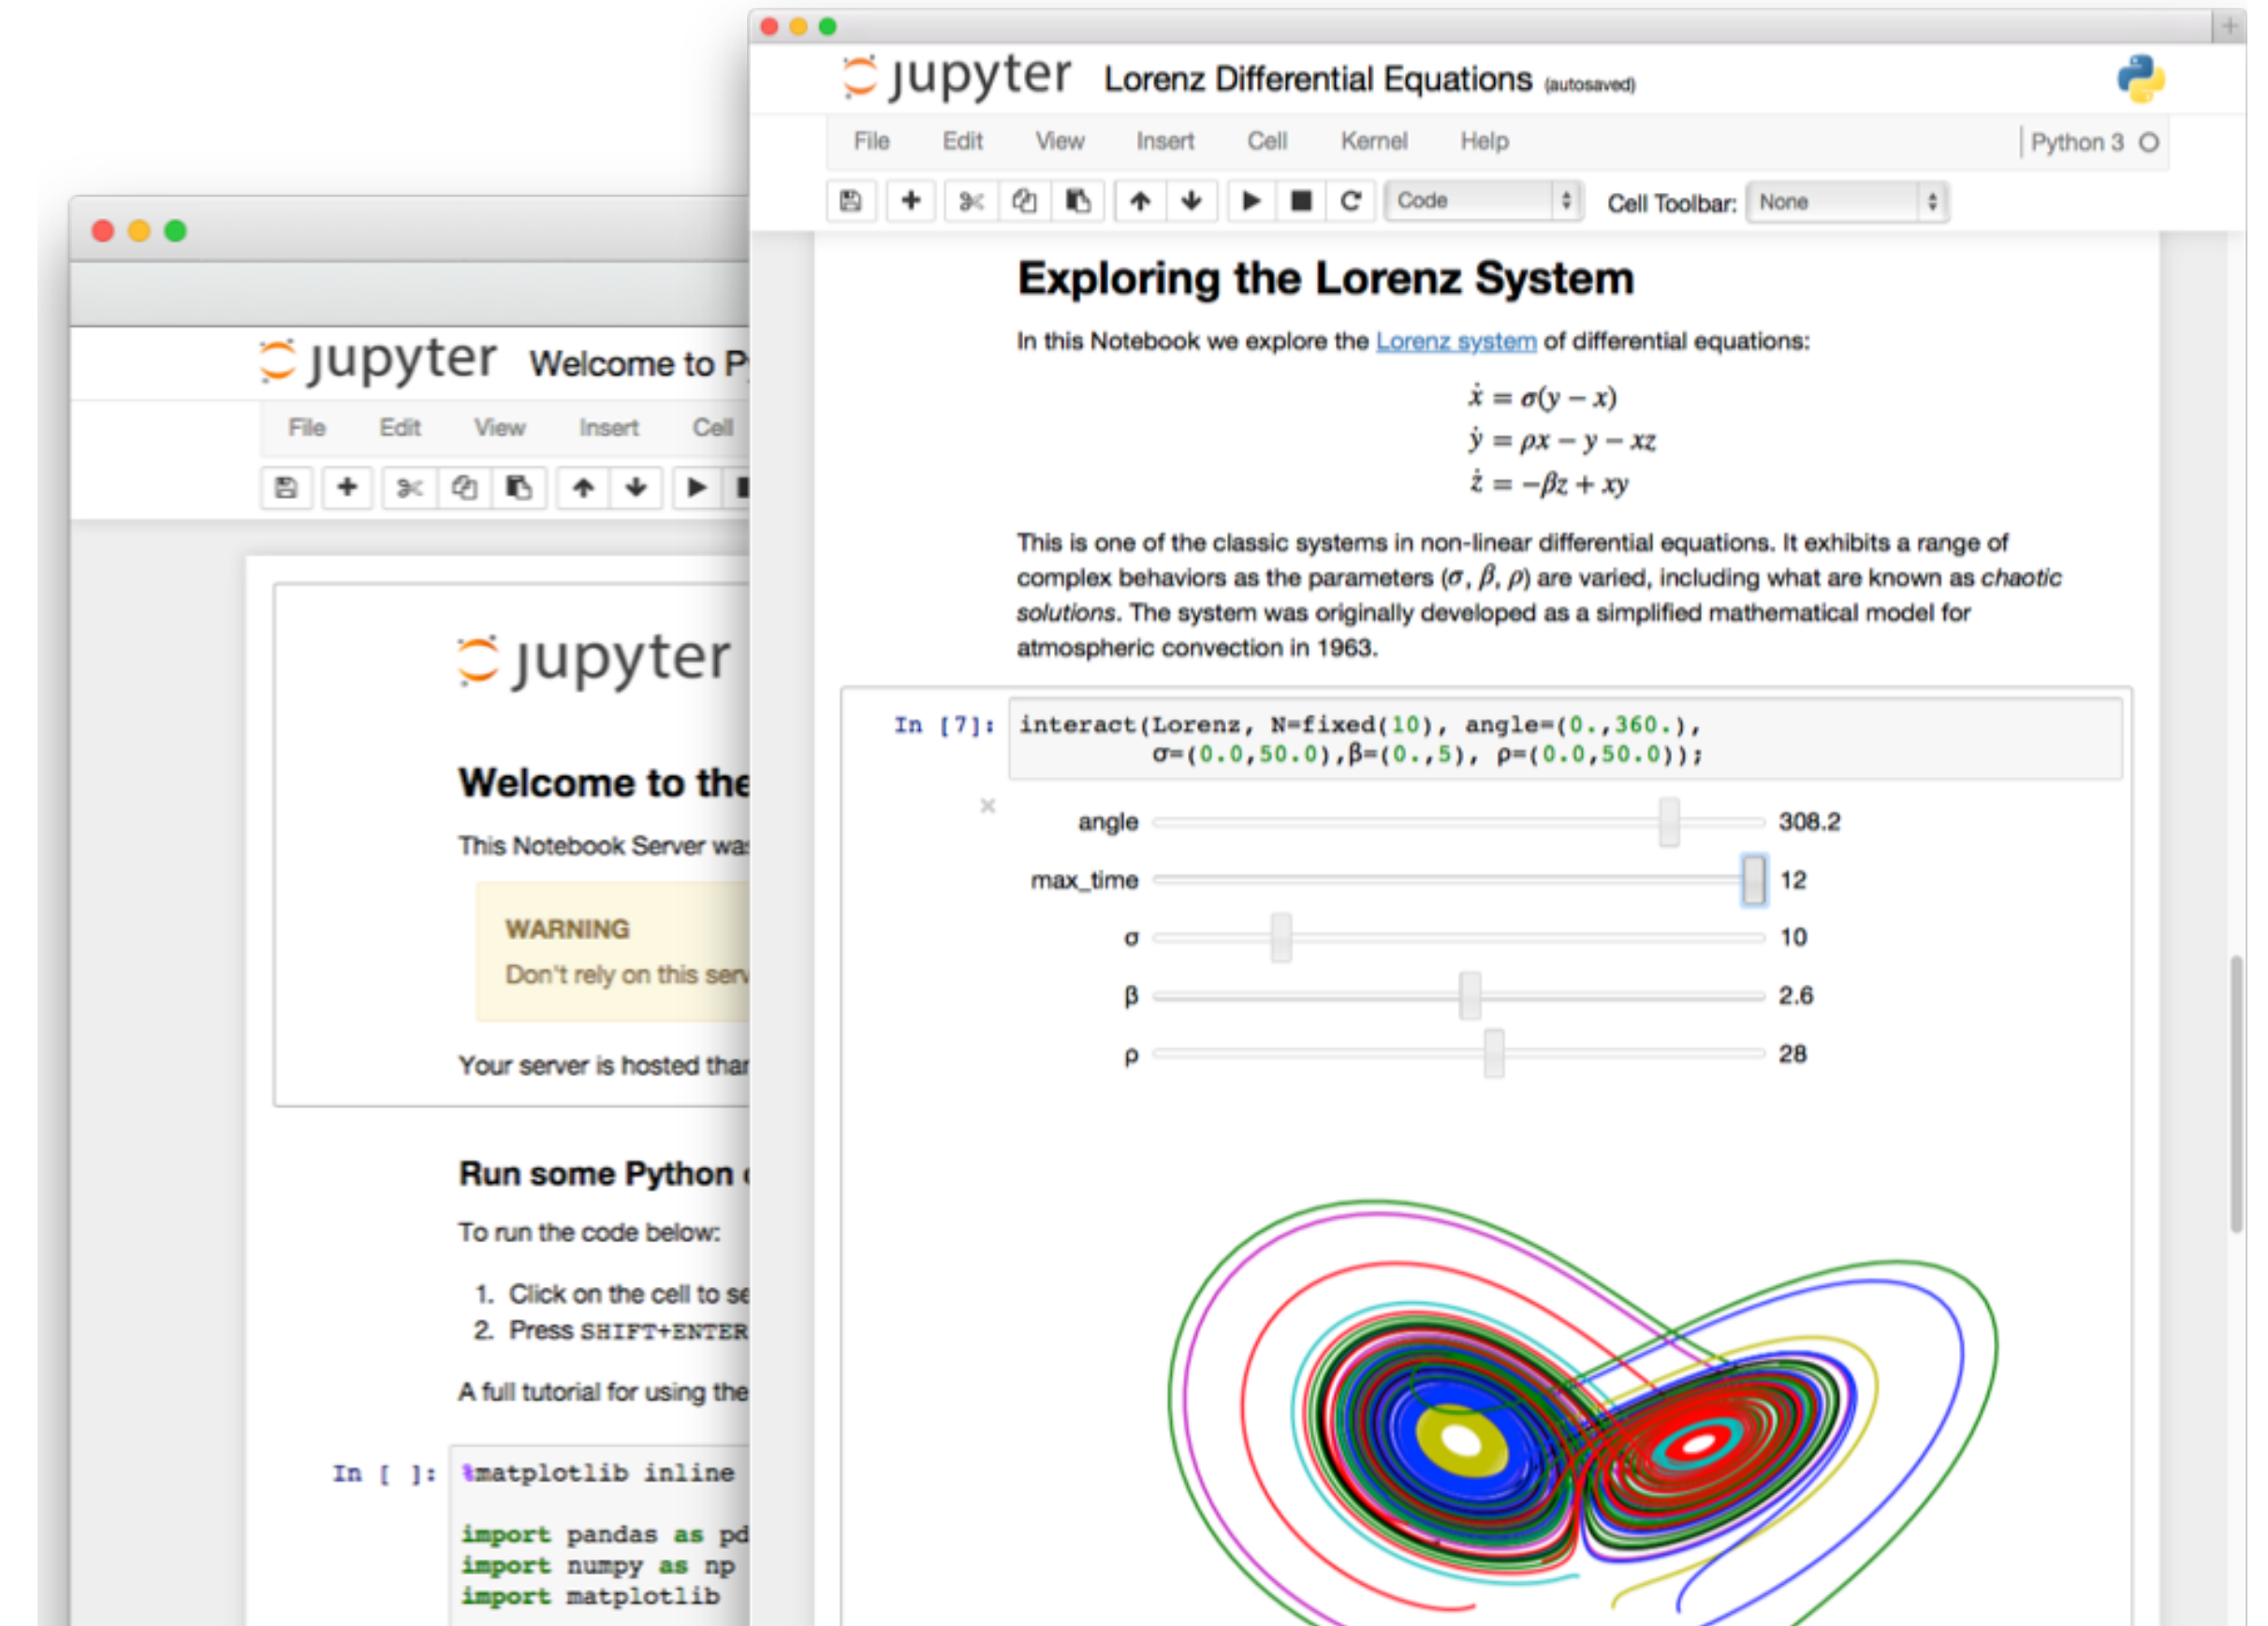 jupyter Welcome to P
File Edit View Insert Cell
jupyter
Welcome to the
This Notebook Server was
WARNING
Don't rely on this serv
Your server is hosted than
Run some Python
To run the code below:
1. Click on the cell to se
2. Press SHIFT+ENTER
A full tutorial for using the
In [ ]: %matplotlib inline
import pandas as pd
import numpy as np
import matplotlib
jupyter Lorenz Differential Equations (autosaved)
File Edit View Insert Cell Kernel Help Python 3
Code Cell Toolbar: None
Exploring the Lorenz System
In this Notebook we explore the Lorenz system of differential equations:
ẋ = σ(y − x)
ẏ = ρx − y − xz
ż = −βz + xy
This is one of the classic systems in non-linear differential equations. It exhibits a range of
complex behaviors as the parameters (σ, β, ρ) are varied, including what are known as chaotic
solutions. The system was originally developed as a simplified mathematical model for
atmospheric convection in 1963.
In [7]: interact(Lorenz, N=fixed(10), angle=(0.,360.),
σ=(0.0,50.0),β=(0.,5), ρ=(0.0,50.0));
angle 308.2
max_time 12
σ 10
β 2.6
ρ 28